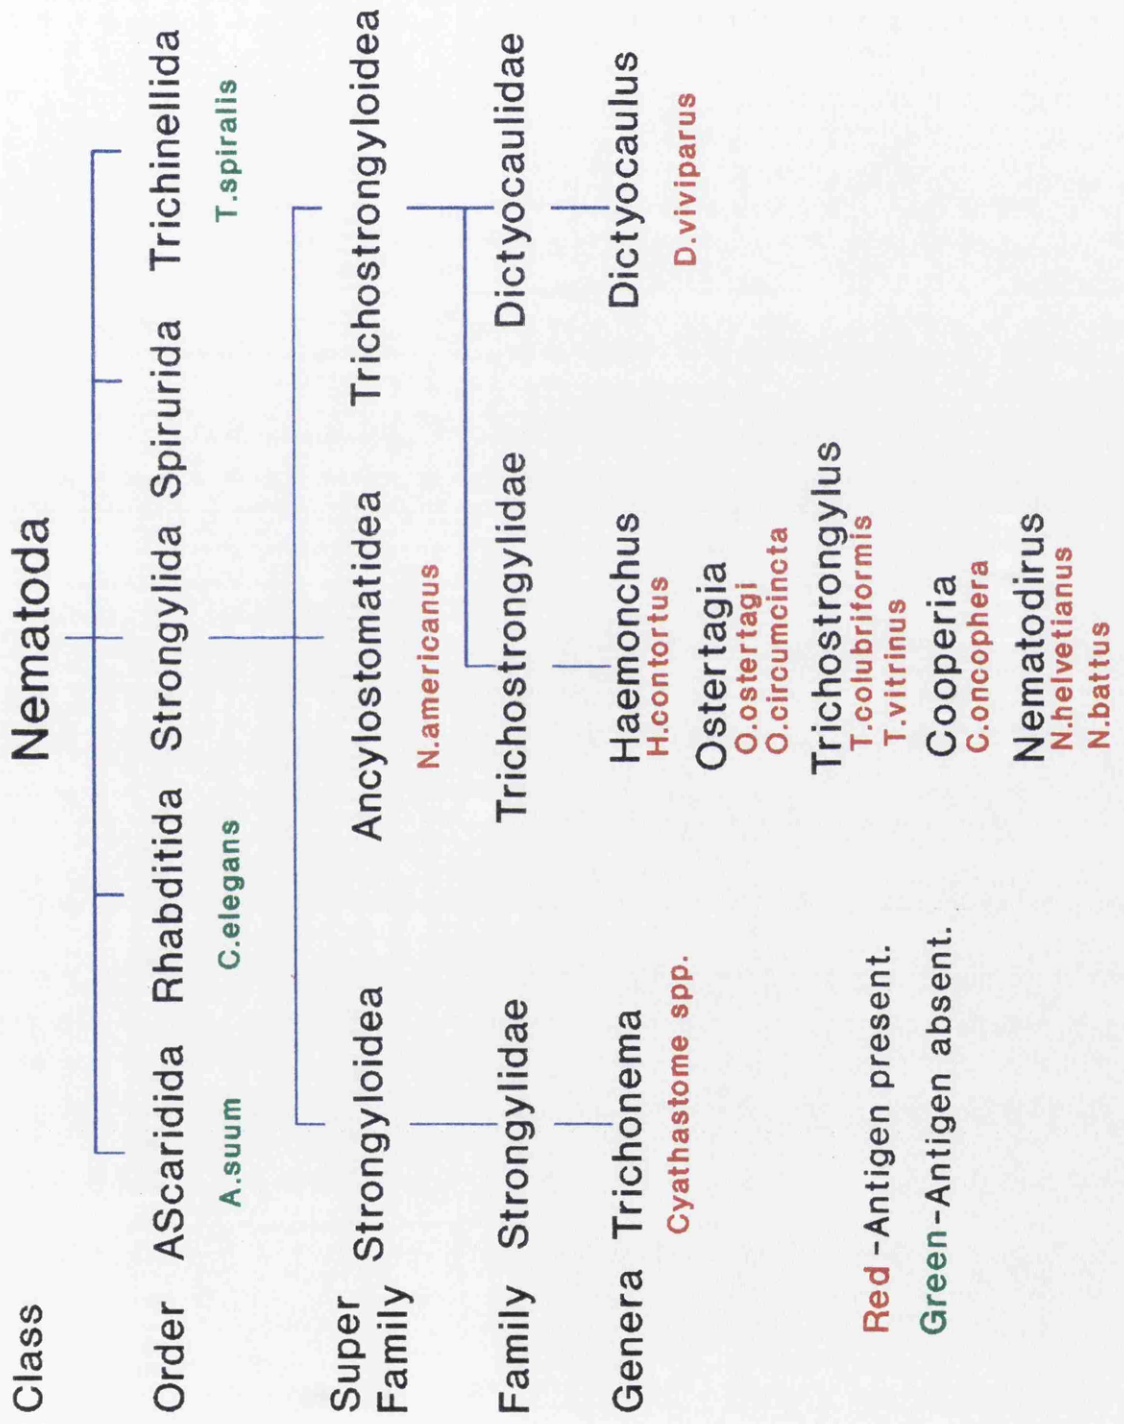 Class Nematoda
Order AScaridida Rhabditida Strongylida Spirurida Trichinellida
A.suum C.elegans T.spiralis
Super
Family Strongyloidea Ancylostomatidea Trichostrongyloidea
N.americanus
Family Strongylidae Trichostrongylidae Dictyocaulidae
Genera Trichonema Haemonchus Dictyocaulus
Cyathastome spp. H.contortus D.viviparus
Ostertagia
O.ostertagi
O.circumcincta
Trichostrongylus
T.colubriformis
T.vitrinus
Cooperia
C.oncophera
Nematodirus
N.helvetianus
N.battus
Red -Antigen present.
Green-Antigen absent.